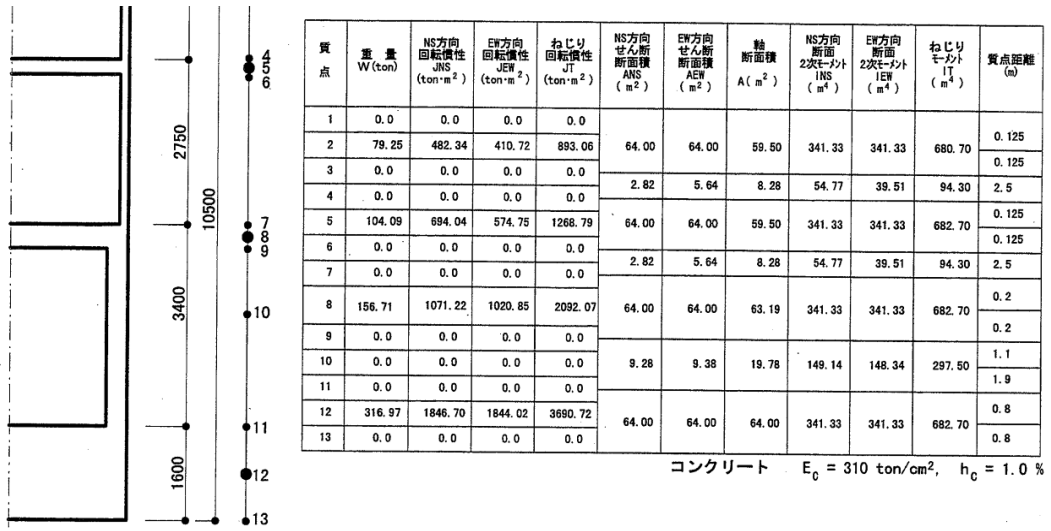 4
5
6
2750
10500
7
8
9
3400
10
11
1600
12
13
質点 重量 W(ton) NS方向回転慣性 JNS (ton·m²) EW方向回転慣性 JEW (ton·m²) ねじり回転慣性 JT (ton·m²) NS方向せん断断面積 ANS (m²) EW方向せん断断面積 AEW (m²) 軸断面積 A(m²) NS方向断面2次モーメント INS (m⁴) EW方向断面2次モーメント IEW (m⁴) ねじりモーメント IT (m⁴) 質点距離 (m)
1 0.0 0.0 0.0 0.0
0.125
2 79.25 482.34 410.72 893.06 64.00 64.00 59.50 341.33 341.33 680.70
0.125
3 0.0 0.0 0.0 0.0
2.82 5.64 8.28 54.77 39.51 94.30 2.5
4 0.0 0.0 0.0 0.0
0.125
5 104.09 694.04 574.75 1268.79 64.00 64.00 59.50 341.33 341.33 682.70
0.125
6 0.0 0.0 0.0 0.0
2.82 5.64 8.28 54.77 39.51 94.30 2.5
7 0.0 0.0 0.0 0.0
0.2
8 156.71 1071.22 1020.85 2092.07 64.00 64.00 63.19 341.33 341.33 682.70
0.2
9 0.0 0.0 0.0 0.0
1.1
10 0.0 0.0 0.0 0.0 9.28 9.38 19.78 149.14 148.34 297.50
1.9
11 0.0 0.0 0.0 0.0
0.8
12 316.97 1846.70 1844.02 3690.72 64.00 64.00 64.00 341.33 341.33 682.70
0.8
13 0.0 0.0 0.0 0.0
コンクリート Ec = 310 ton/cm², hc = 1.0 %